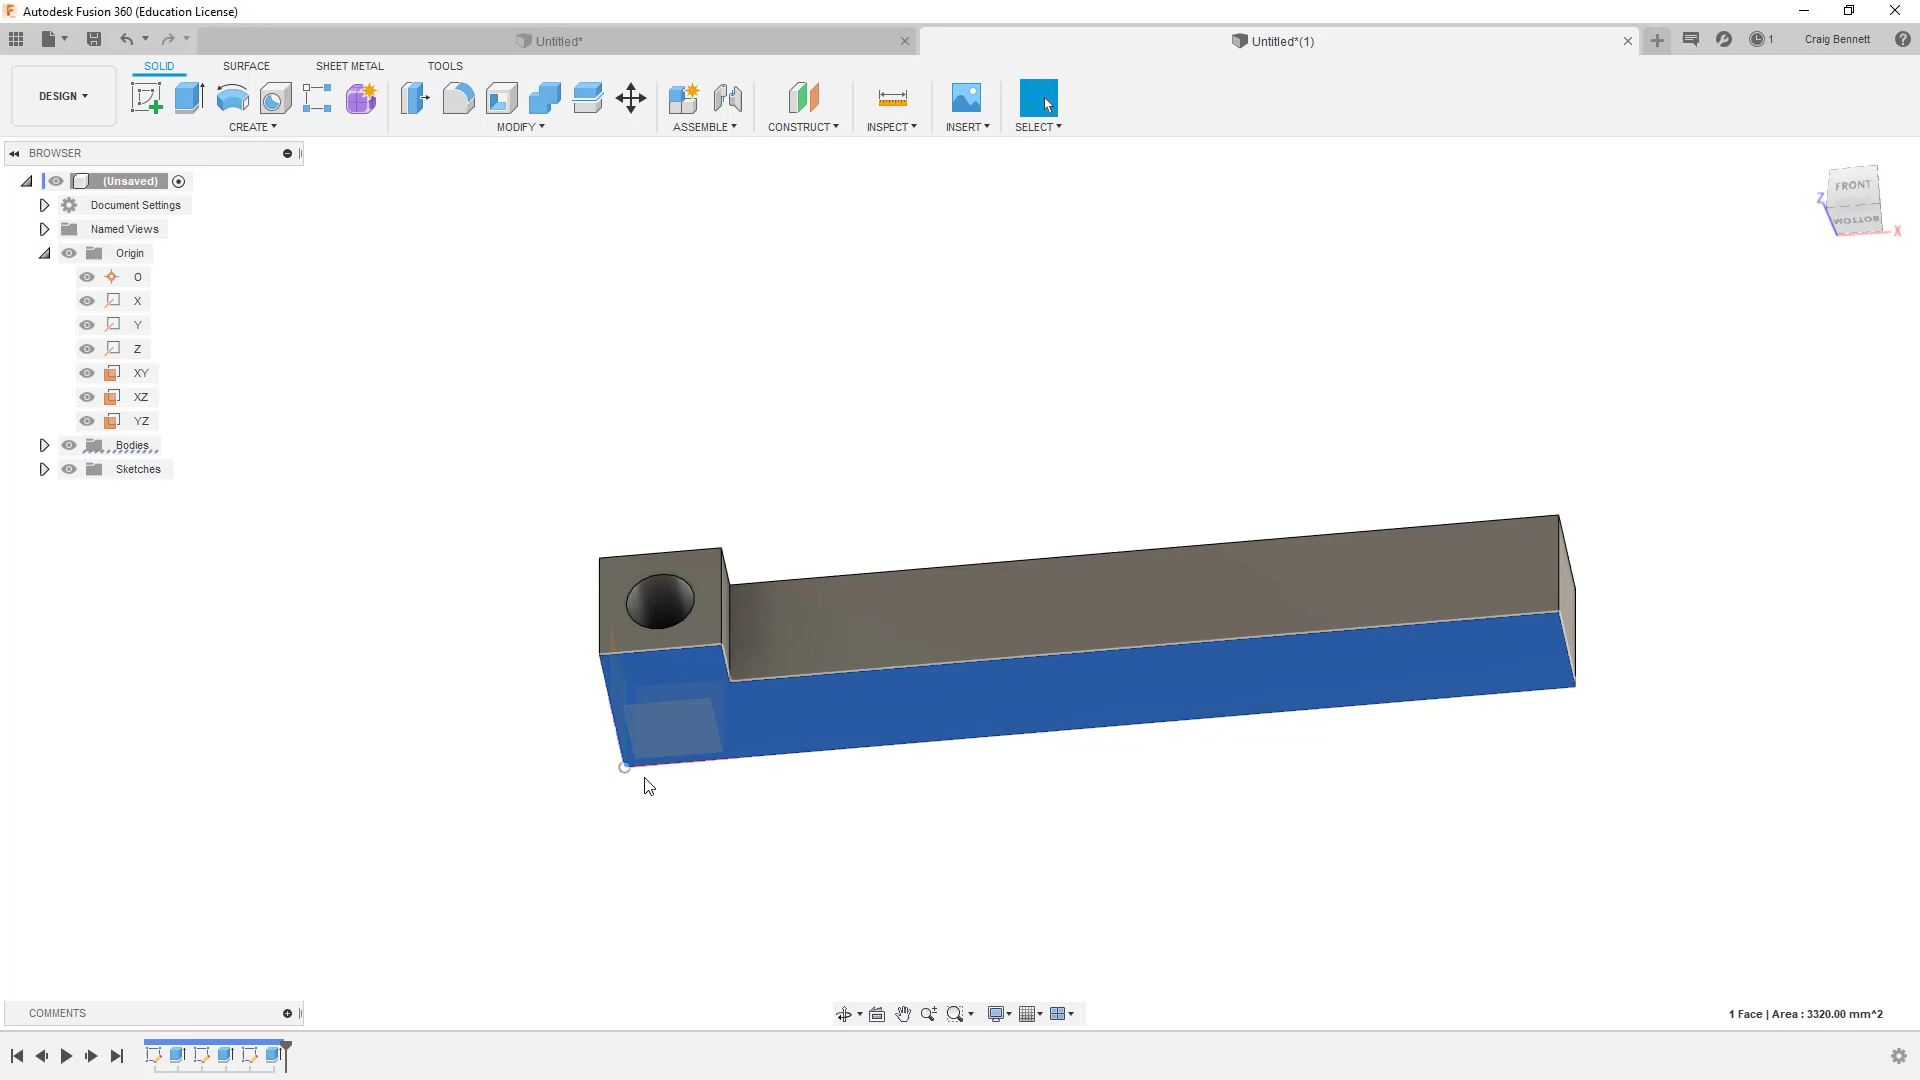 Autodesk Fusion 360 (Education License)
Untitled*
Untitled*(1)
1
Craig Bennett
DESIGN
SOLID
SURFACE
SHEET METAL
TOOLS
CREATE
MODIFY
ASSEMBLE
CONSTRUCT
INSPECT
INSERT
SELECT
BROWSER
(Unsaved)
Document Settings
Named Views
Origin
O
X
Y
Z
XY
XZ
YZ
Bodies
Sketches
FRONT
BOTTOM
Z
X
COMMENTS
1 Face | Area : 3320.00 mm^2